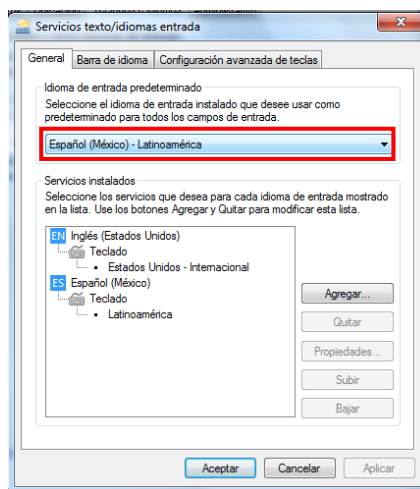 Servicios texto/idiomas entrada
General
Barra de idioma
Configuración avanzada de teclas
Idioma de entrada predeterminado
Seleccione el idioma de entrada instalado que desee usar como
predeterminado para todos los campos de entrada.
Español (México) - Latinoamérica
Servicios instalados
Seleccione los servicios que desea para cada idioma de entrada mostrado
en la lista. Use los botones Agregar y Quitar para modificar esta lista.
EN Inglés (Estados Unidos)
Teclado
Estados Unidos - Internacional
ES Español (México)
Teclado
Latinoamérica
Agregar...
Quitar
Propiedades...
Subir
Bajar
Aceptar
Cancelar
Aplicar